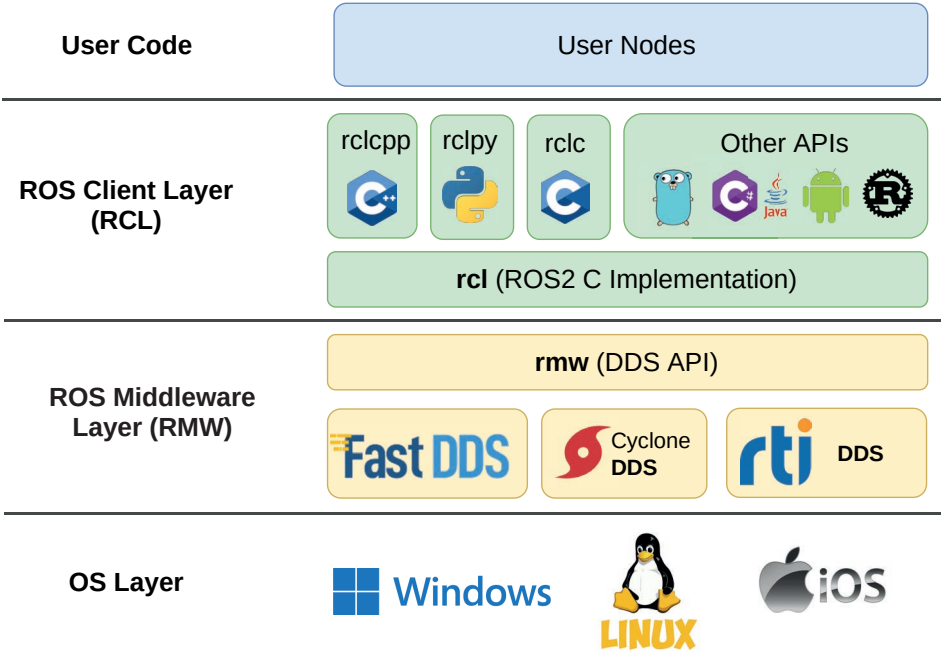 User Code
User Nodes
ROS Client Layer
(RCL)
rclcpp
C++
rclpy
rclc
C
Other APIs
C#
Java
R
rcl (ROS2 C Implementation)
ROS Middleware
Layer (RMW)
rmw (DDS API)
Fast DDS
Cyclone
DDS
rti
DDS
OS Layer
Windows
LINUX
iOS